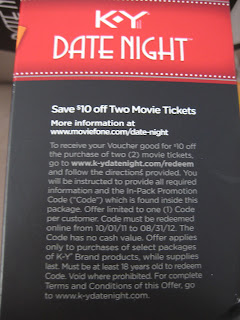 K-Y
DATE NIGHT™
Save $10 off Two Movie Tickets
More information at
www.moviefone.com/date-night
To receive your Voucher good for $10 off
the purchase of two (2) movie tickets,
go to www.k-ydatenight.com/redeem
and follow the directions provided. You
will be instructed to provide all required
information and the In-Pack Promotion
Code ("Code") which is found inside this
package. Offer limited to one (1) Code
per customer. Code must be redeemed
online from 10/01/11 to 08/31/12. The
Code has no cash value. Offer applies
only to purchases of select packages
of K-Y® Brand products, while supplies
last. Must be at least 18 years old to redeem
Code. Void where prohibited. For complete
Terms and Conditions of this Offer, go
to www.k-ydatenight.com.